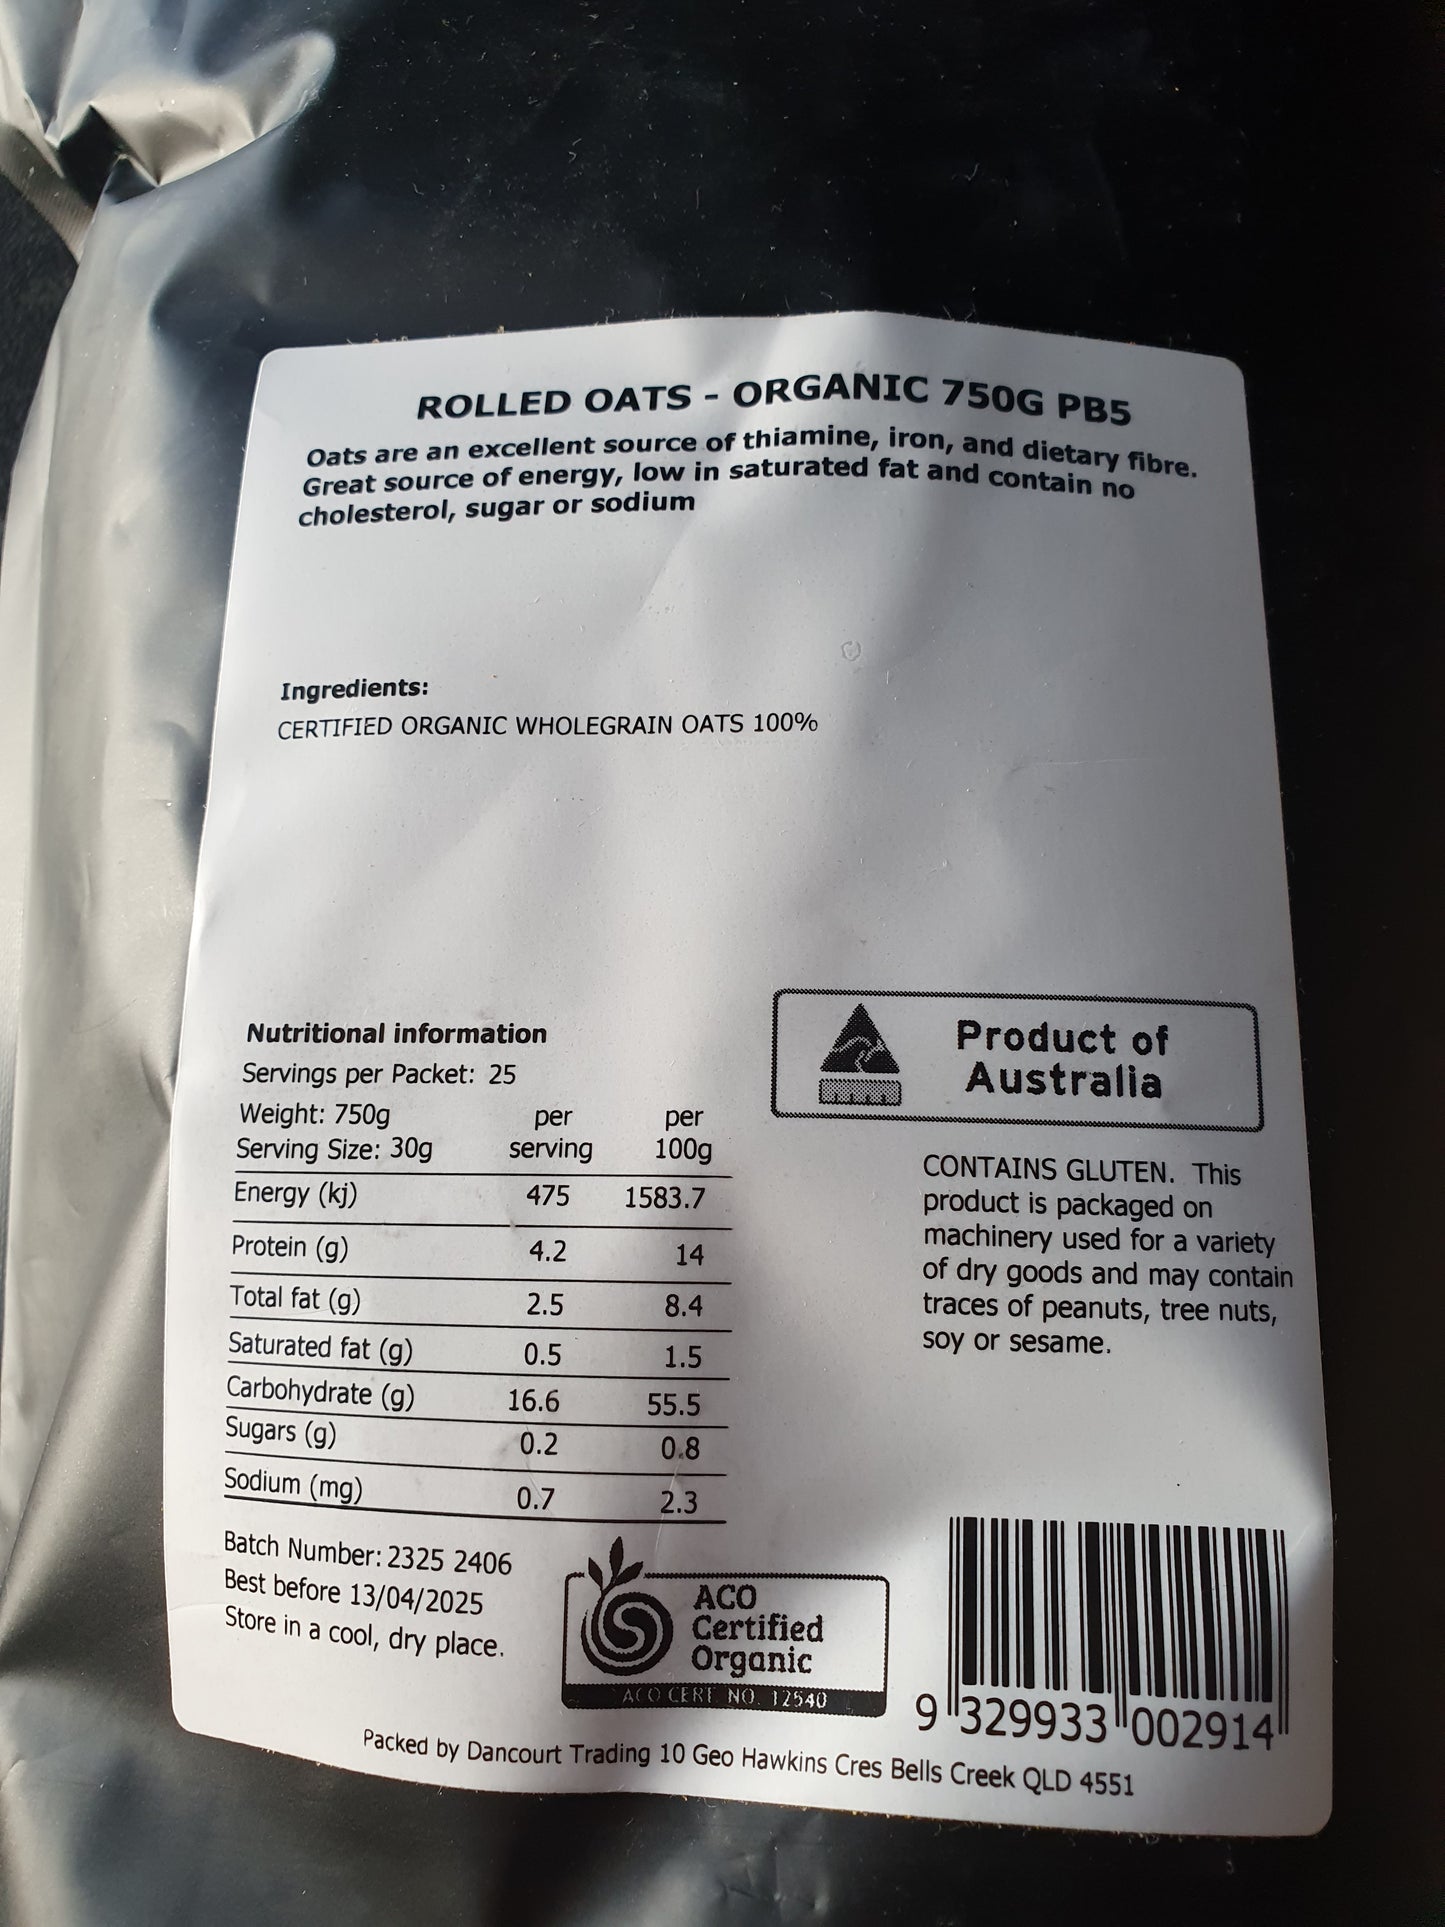 ROLLED OATS - ORGANIC 750G PB5
Oats are an excellent source of thiamine, iron, and dietary fibre.
Great source of energy, low in saturated fat and contain no
cholesterol, sugar or sodium
Ingredients:
CERTIFIED ORGANIC WHOLEGRAIN OATS 100%
Nutritional information
Servings per Packet: 25
Weight: 750g per per
Serving Size: 30g serving 100g
Energy (kj) 475 1583.7
Protein (g) 4.2 14
Total fat (g) 2.5 8.4
Saturated fat (g) 0.5 1.5
Carbohydrate (g) 16.6 55.5
Sugars (g) 0.2 0.8
Sodium (mg) 0.7 2.3
Product of
Australia
CONTAINS GLUTEN. This
product is packaged on
machinery used for a variety
of dry goods and may contain
traces of peanuts, tree nuts,
soy or sesame.
Batch Number: 2325 2406
Best before 13/04/2025
Store in a cool, dry place.
ACO
Certified
Organic
ACO CERT. NO. 12540
9 329933 002914
Packed by Dancourt Trading 10 Geo Hawkins Cres Bells Creek QLD 4551